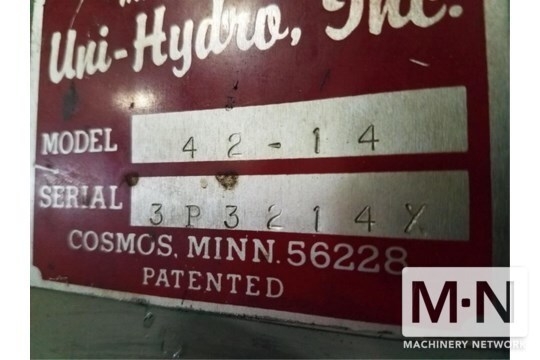 Uni-Hydro, Inc.
MODEL 42-14
SERIAL 3P3214X
COSMOS, MINN. 56228
PATENTED
M·N
MACHINERY NETWORK